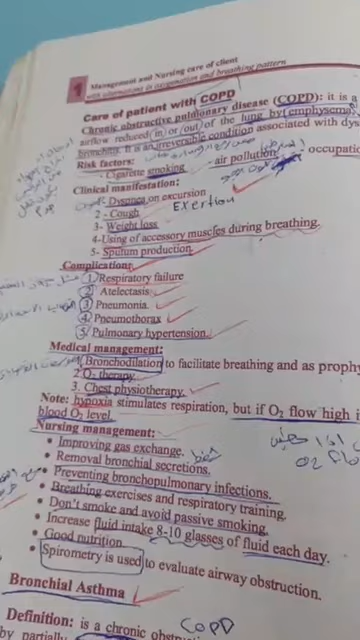 1 Management and Nursing care of client
with alternations in oxygenation and breathing pattern
Care of patient with COPD
Chronic obstructive pulmonary disease (COPD): it is a
airflow reduced (in) or (out) of the lung by (emphysema
bronchitis. It is an irreversible condition associated with dys
Risk factors:
- Cigarette smoking - air pollution occupatio
Clinical manifestation:
1- Dyspnea on excursion
Exertion
2 - Cough
3- Weight loss
4- Using of accessory muscles during breathing.
5- Sputum production
Complication:
1 Respiratory failure
2 Atelectasis
3 Pneumonia.
4 Pneumothorax
5 Pulmonary hypertension.
Medical management:
Bronchodilation to facilitate breathing and as prophy
2 O₂ therapy
3. Chest physiotherapy
Note: hypoxia stimulates respiration, but if O₂ flow high i
blood O₂ level.
Nursing management:
O₂ flo
• Improving gas exchange.
• Removal bronchial secretions.
• Preventing bronchopulmonary infections.
• Breathing exercises and respiratory training.
• Don't smoke and avoid passive smoking.
• Increase fluid intake 8-10 glasses of fluid each day.
• Good nutrition
• Spirometry is used to evaluate airway obstruction.
Bronchial Asthma
COPD
Definition: is a chronic obst
by partially